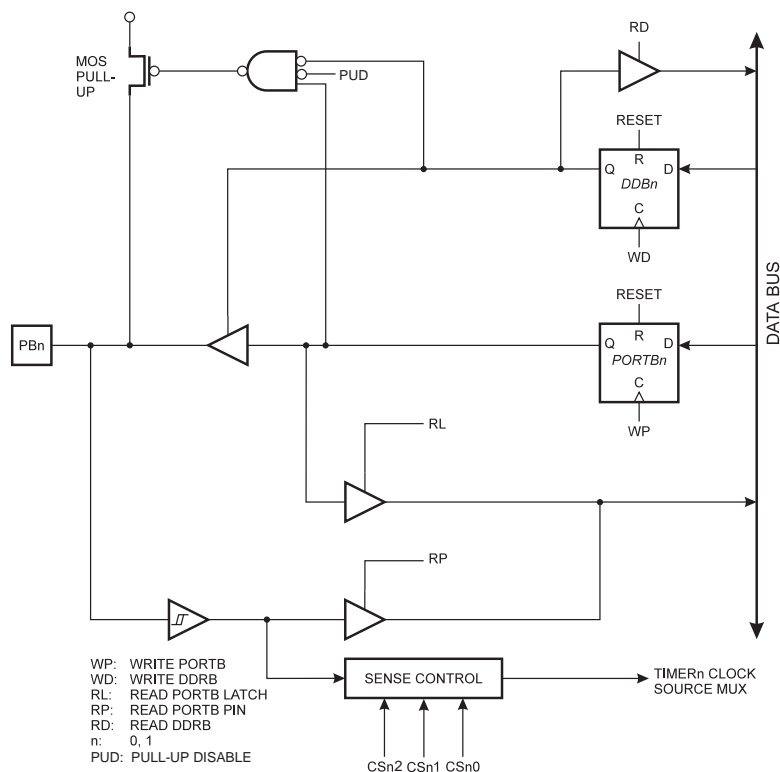 RD
MOS
PULL-
UP
PUD
RESET
R
Q
D
DDBn
C
WD
RESET
PBn
R
Q
D
PORTBn
C
WP
DATA BUS
RL
RP
WP: WRITE PORTB
WD: WRITE DDRB
RL: READ PORTB LATCH
RP: READ PORTB PIN
RD: READ DDRB
n: 0, 1
PUD: PULL-UP DISABLE
SENSE CONTROL
TIMERn CLOCK
SOURCE MUX
CSn2 CSn1 CSn0